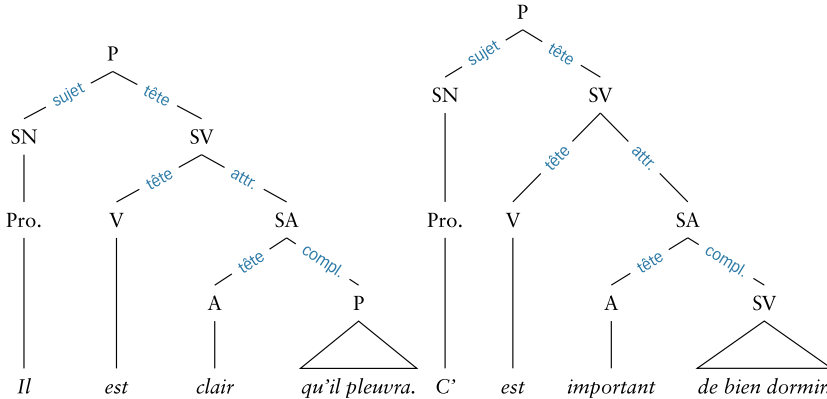 P
sujet tête
SN SV
tête attr.
Pro. V SA
tête compl.
A P
Il est clair qu'il pleuvra.
P
sujet tête
SN SV
tête attr.
Pro. V SA
tête compl.
A SV
C' est important de bien dormir